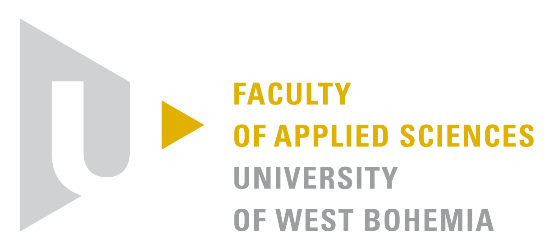 FACULTY
OF APPLIED SCIENCES
UNIVERSITY
OF WEST BOHEMIA